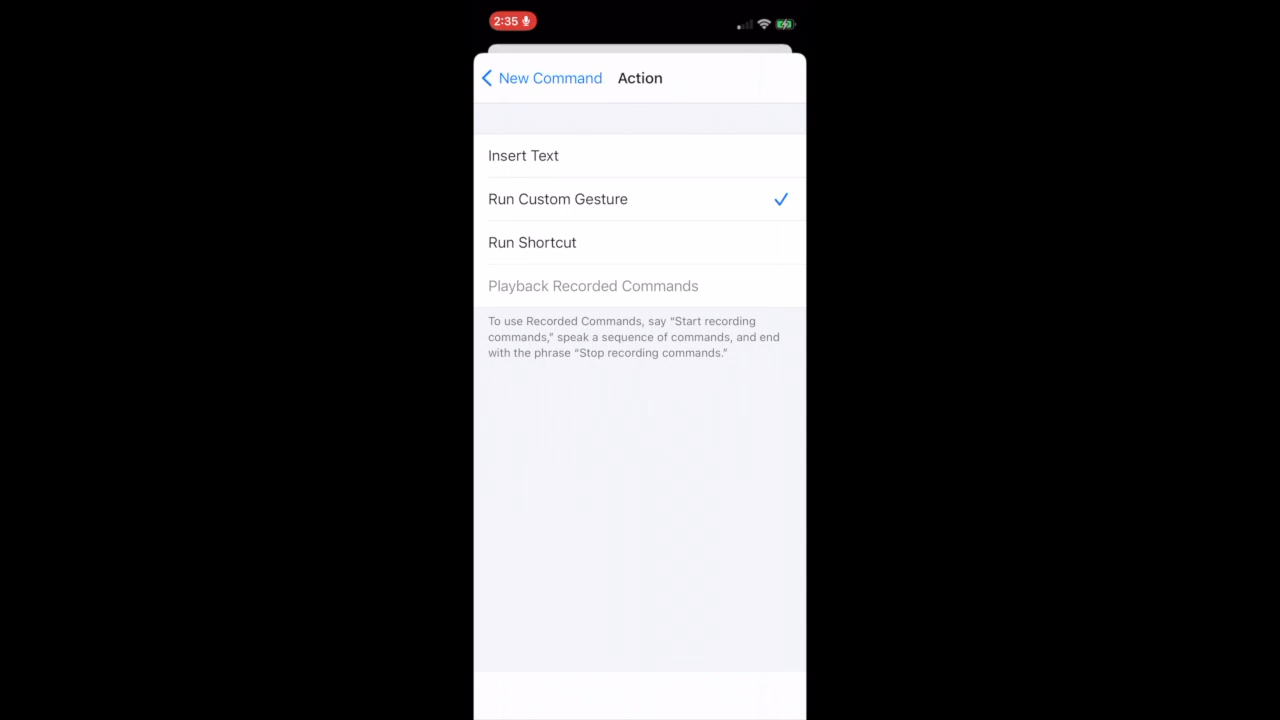 2:35
New Command Action
Insert Text
Run Custom Gesture
Run Shortcut
Playback Recorded Commands
To use Recorded Commands, say “Start recording
commands,” speak a sequence of commands, and end
with the phrase “Stop recording commands.”